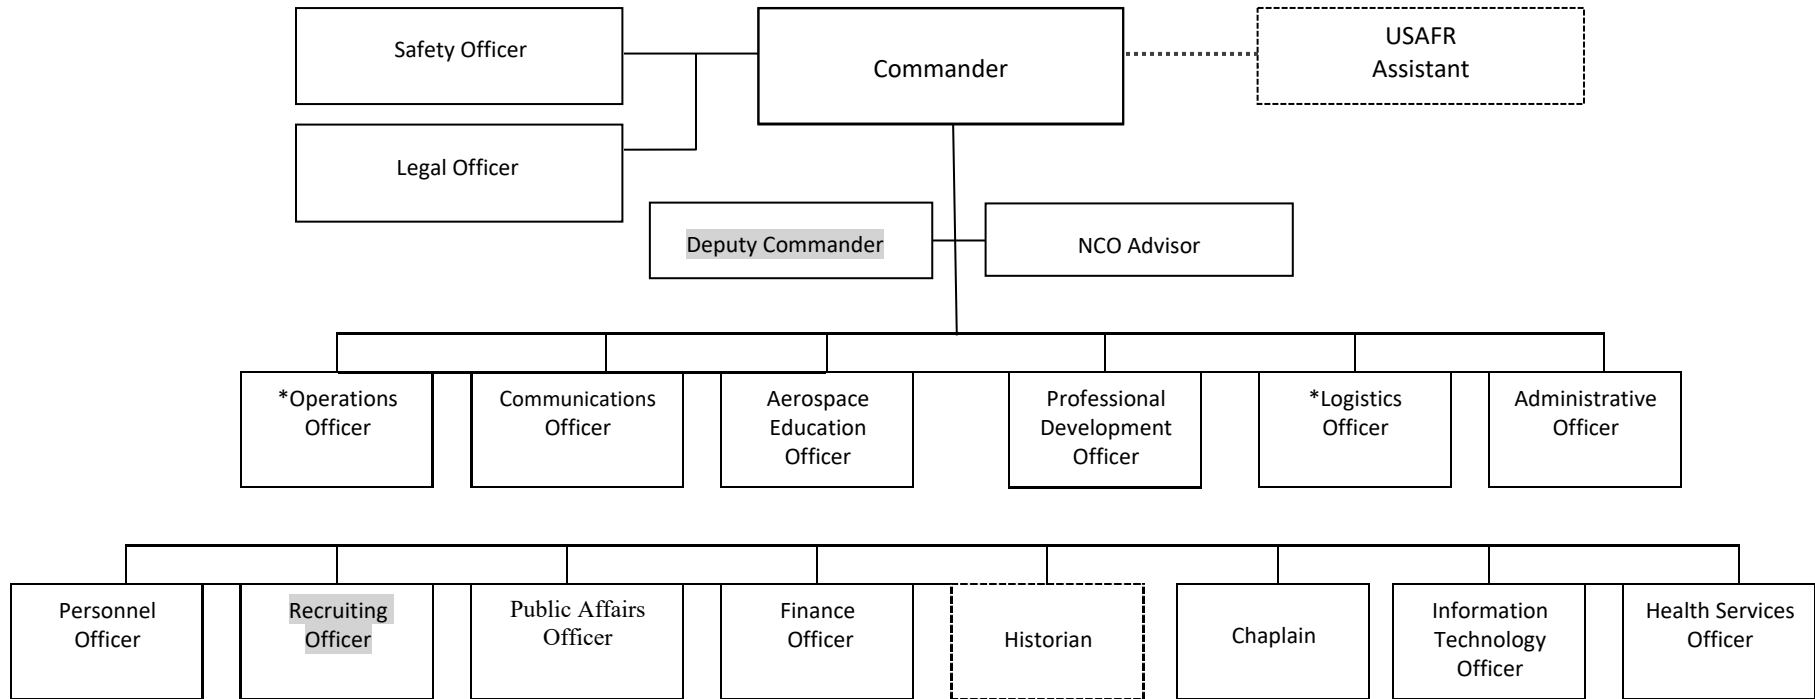 Safety Officer
Commander
USAFR
Assistant
Legal Officer
Deputy Commander
NCO Advisor
*Operations
Officer
Communications
Officer
Aerospace
Education
Officer
Professional
Development
Officer
*Logistics
Officer
Administrative
Officer
Personnel
Officer
Recruiting
Officer
Public Affairs
Officer
Finance
Officer
Historian
Chaplain
Information
Technology
Officer
Health Services
Officer